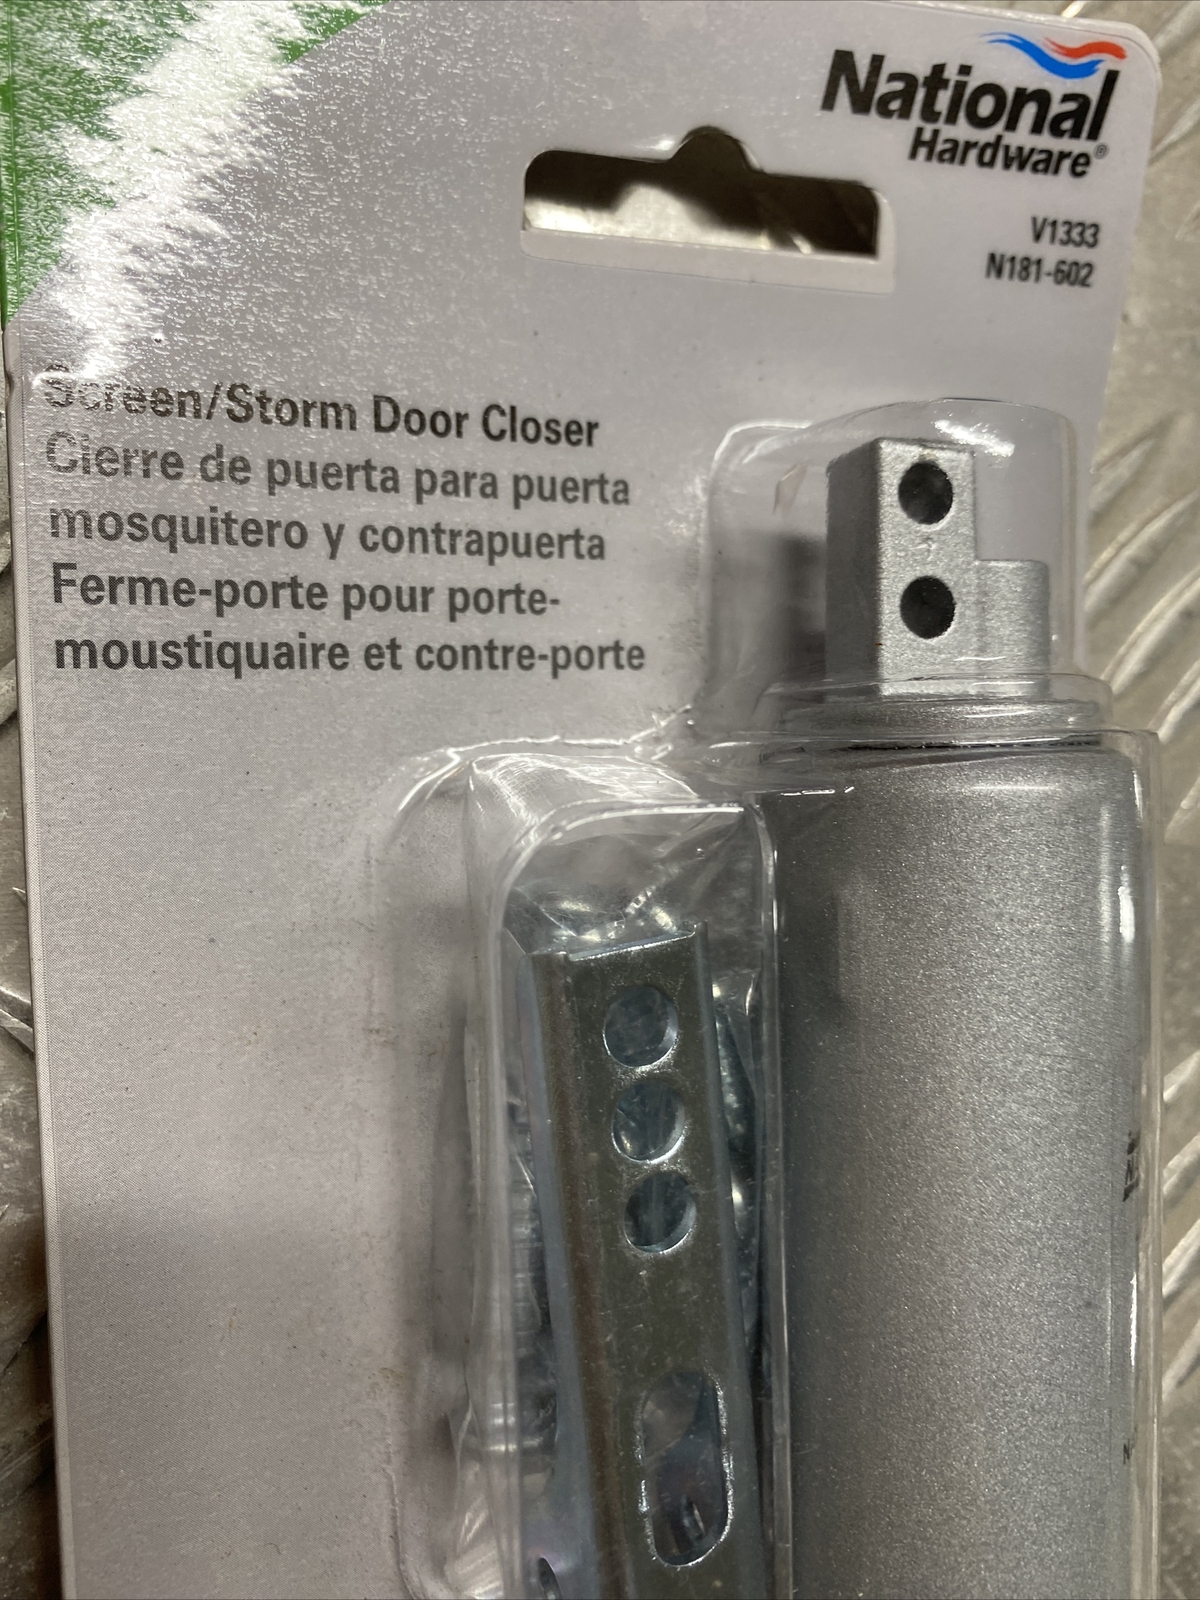 National
Hardware®
V1333
N181-602
Screen/Storm Door Closer
Cierre de puerta para puerta
mosquitero y contrapuerta
Ferme-porte pour porte-
moustiquaire et contre-porte